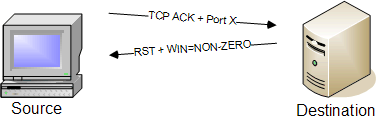 TCP ACK + Port X
RST + WIN=NON-ZERO
Source
Destination